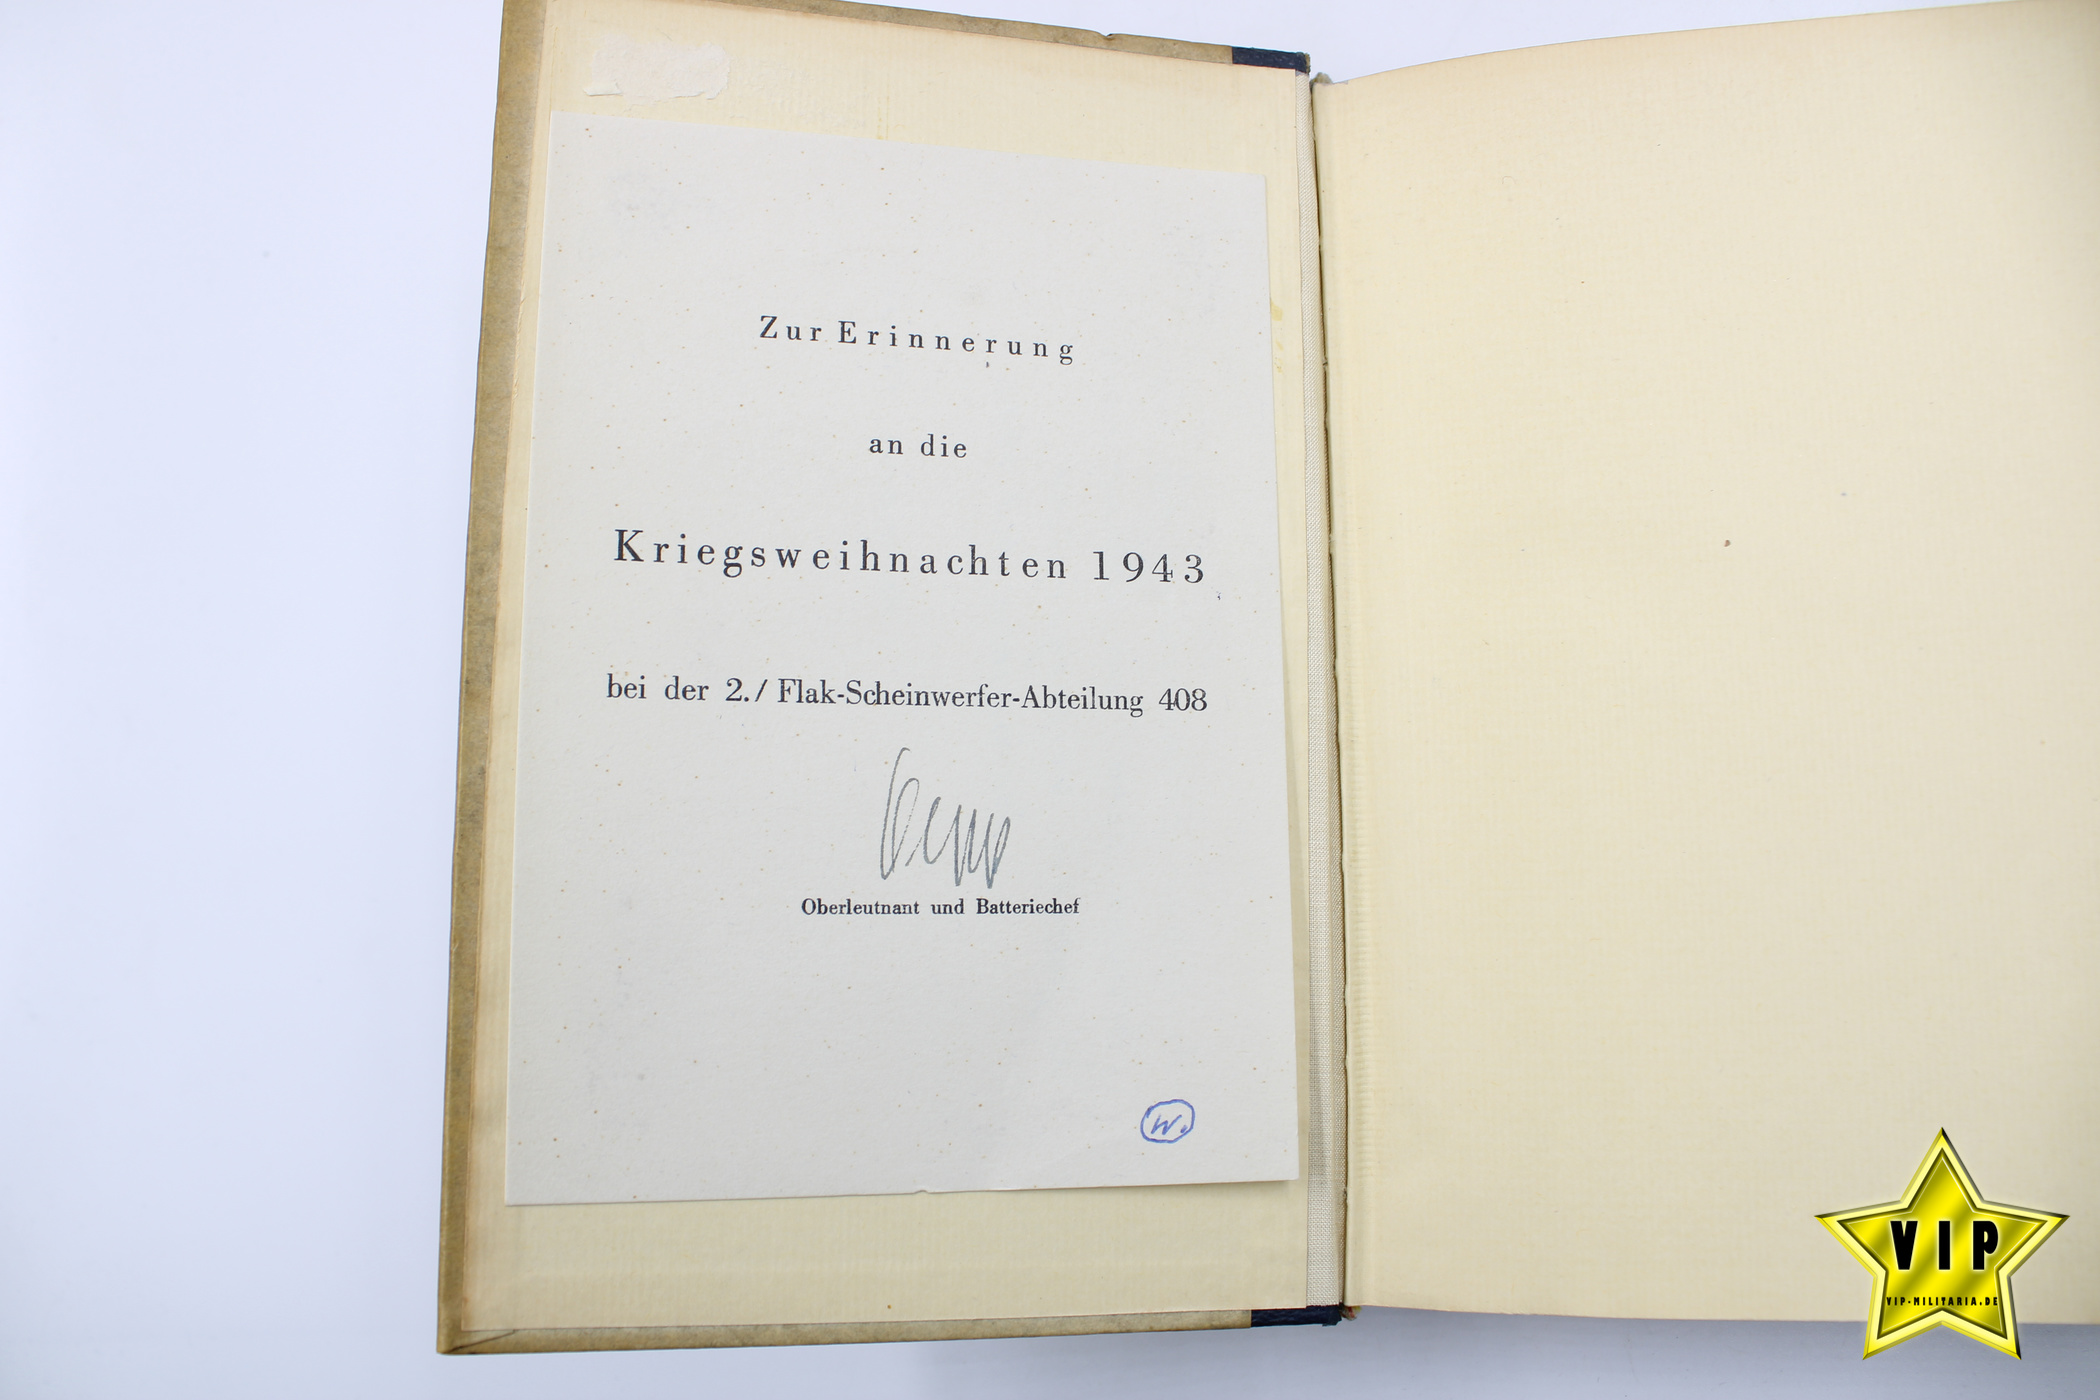 Zur Erinnerung
an die
Kriegsweihnachten 1943
bei der 2./ Flak-Scheinwerfer-Abteilung 408
Oberleutnant und Batteriechef
W.
VIP
VIP-MILITARIA.DE